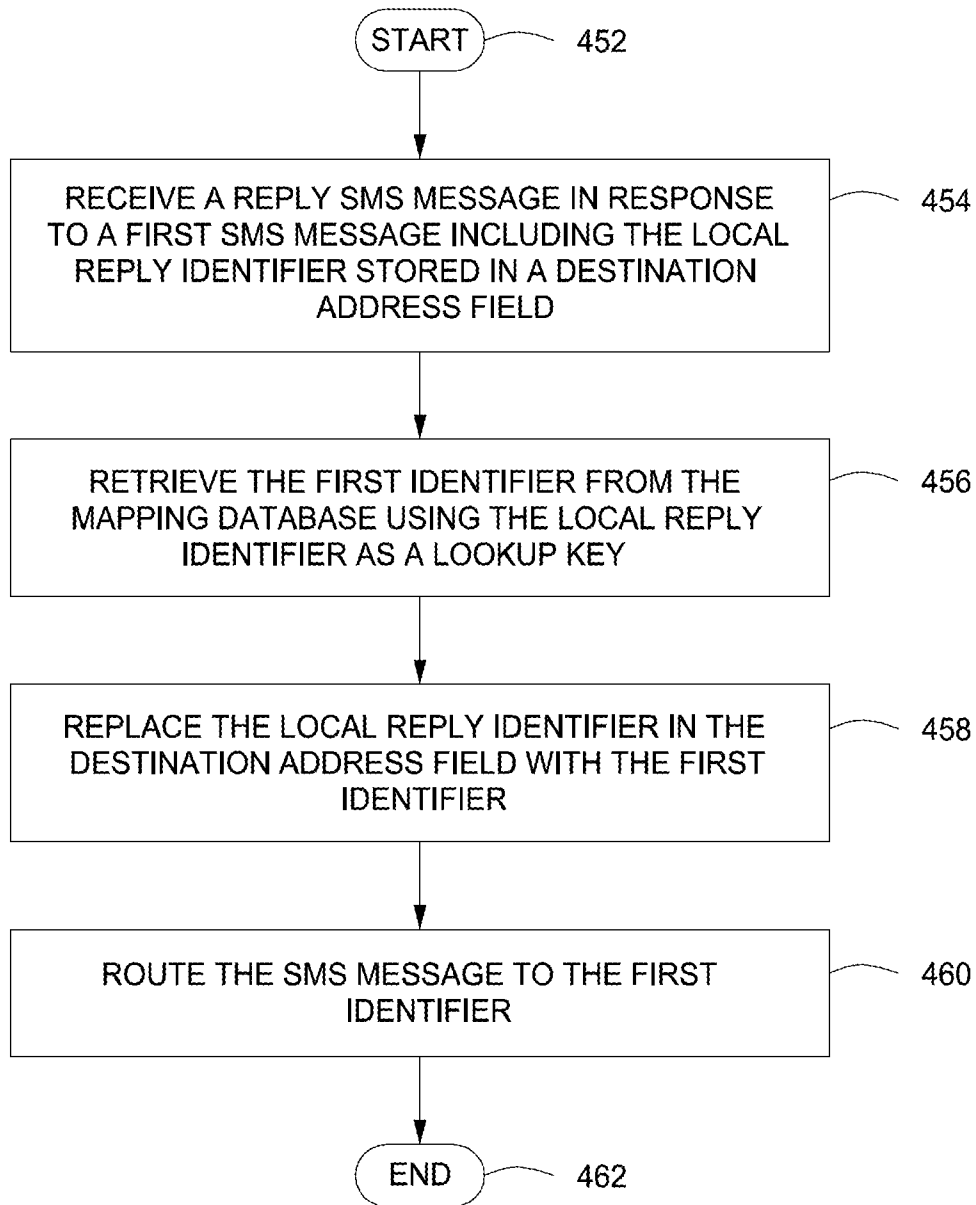 START
452
RECEIVE A REPLY SMS MESSAGE IN RESPONSE
TO A FIRST SMS MESSAGE INCLUDING THE LOCAL
REPLY IDENTIFIER STORED IN A DESTINATION
ADDRESS FIELD
454
RETRIEVE THE FIRST IDENTIFIER FROM THE
MAPPING DATABASE USING THE LOCAL REPLY
IDENTIFIER AS A LOOKUP KEY
456
REPLACE THE LOCAL REPLY IDENTIFIER IN THE
DESTINATION ADDRESS FIELD WITH THE FIRST
IDENTIFIER
458
ROUTE THE SMS MESSAGE TO THE FIRST
IDENTIFIER
460
END
462